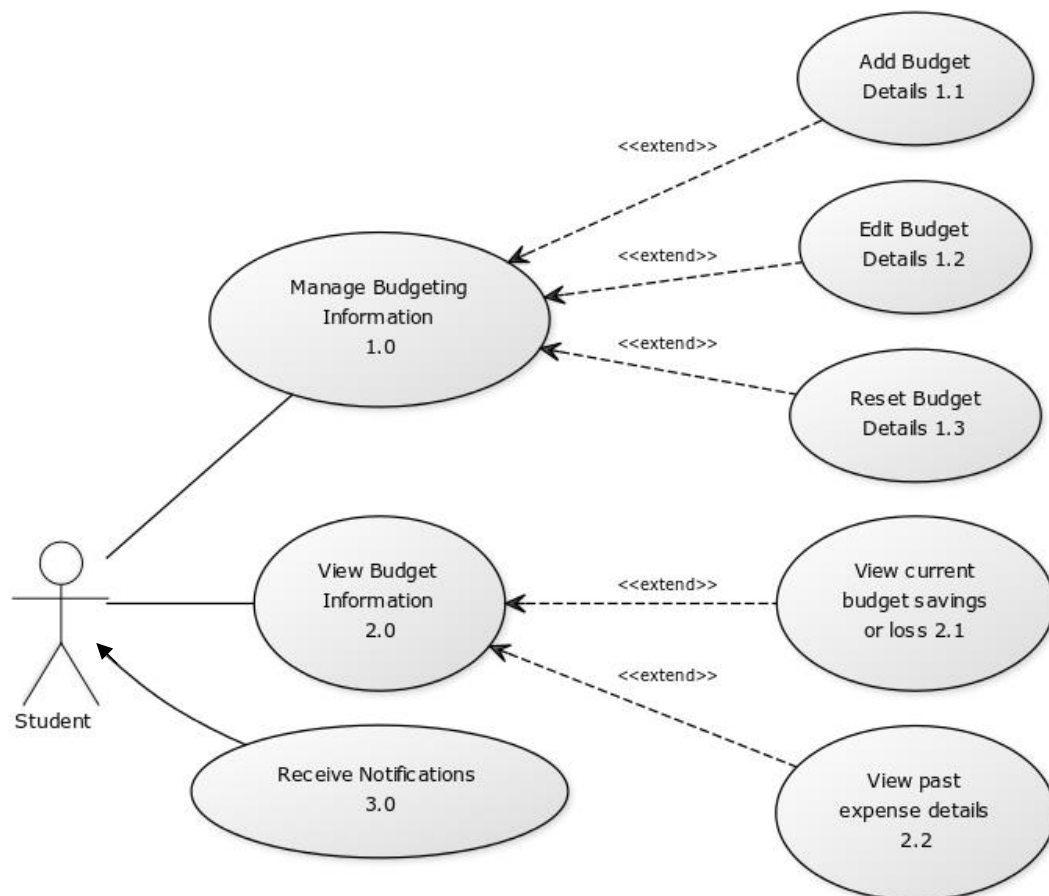 Add Budget
Details 1.1
<<extend>>
Edit Budget
Details 1.2
<<extend>>
Manage Budgeting
Information
1.0
<<extend>>
Reset Budget
Details 1.3
View Budget
Information
2.0
<<extend>>
View current
budget savings
or loss 2.1
<<extend>>
Student
Receive Notifications
3.0
View past
expense details
2.2